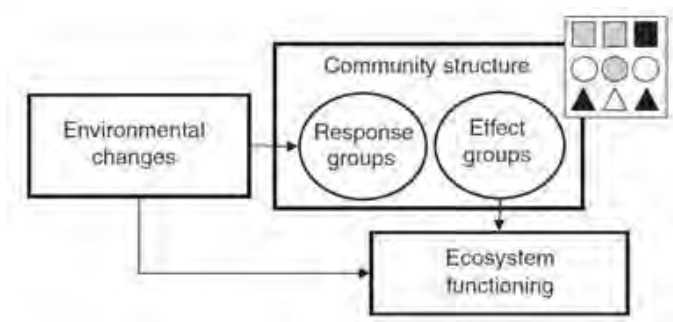 Community structure
Environmental
changes
Response
groups
Effect
groups
Ecosystem
functioning